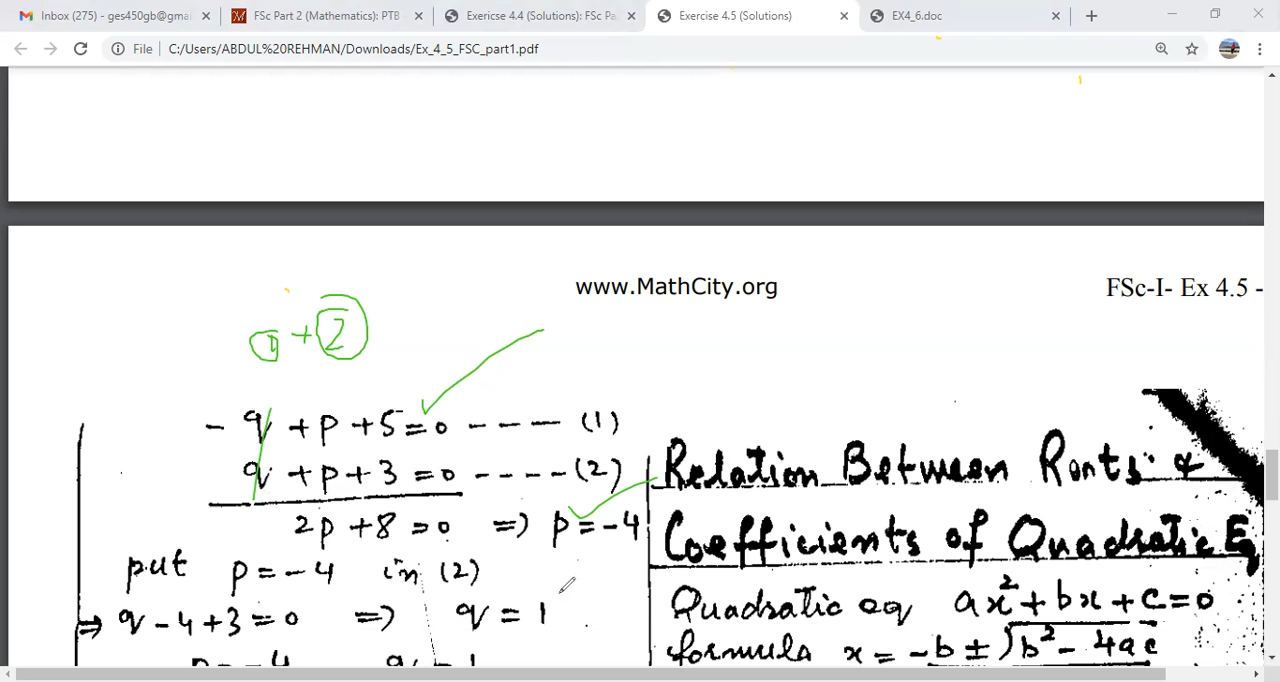 Inbox (275) - ges450gb@gmai
FSc Part 2 (Mathematics): PTB
Exericse 4.4 (Solutions): FSc Pa
Exercise 4.5 (Solutions)
EX4_6.doc
File | C:/Users/ABDUL%20REHMAN/Downloads/Ex_4_5_FSC_part1.pdf
www.MathCity.org
FSc-I- Ex 4.5 -
+ 2
- q + p + 5 = 0 ---- (1)
q + p + 3 = 0 ---- (2)
2p + 8 = 0 => p = -4
put p = -4 in (2)
=> q - 4 + 3 = 0 => q = 1
Relation Between Roots &
Coefficients of Quadratic Eq
Quadratic eq ax² + bx + c = 0
formula x = -b ± √b² - 4ac